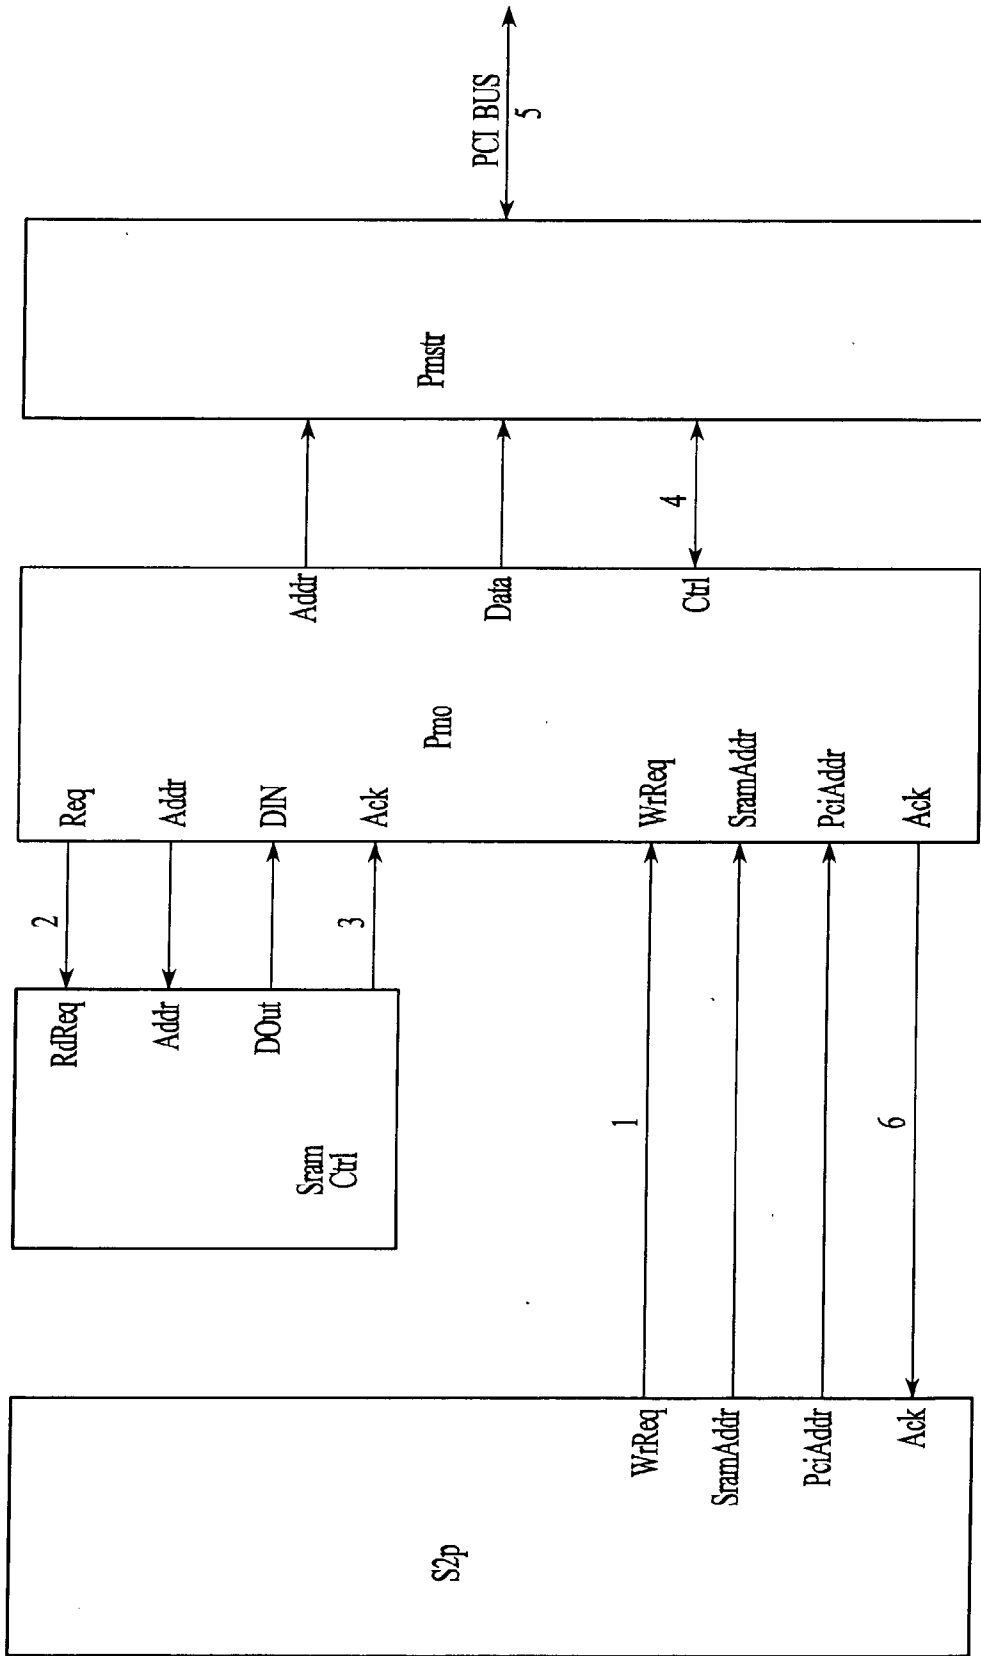 2
RdReq
Req
Addr
Addr
DOut
DIN
Sram
Ctrl
Addr
3
Ack
S2p
Pmo
Pmstr
Data
PCI BUS
5
WrReq
1
WrReq
4
Ctrl
SramAddr
SramAddr
PciAddr
PciAddr
Ack
6
Ack